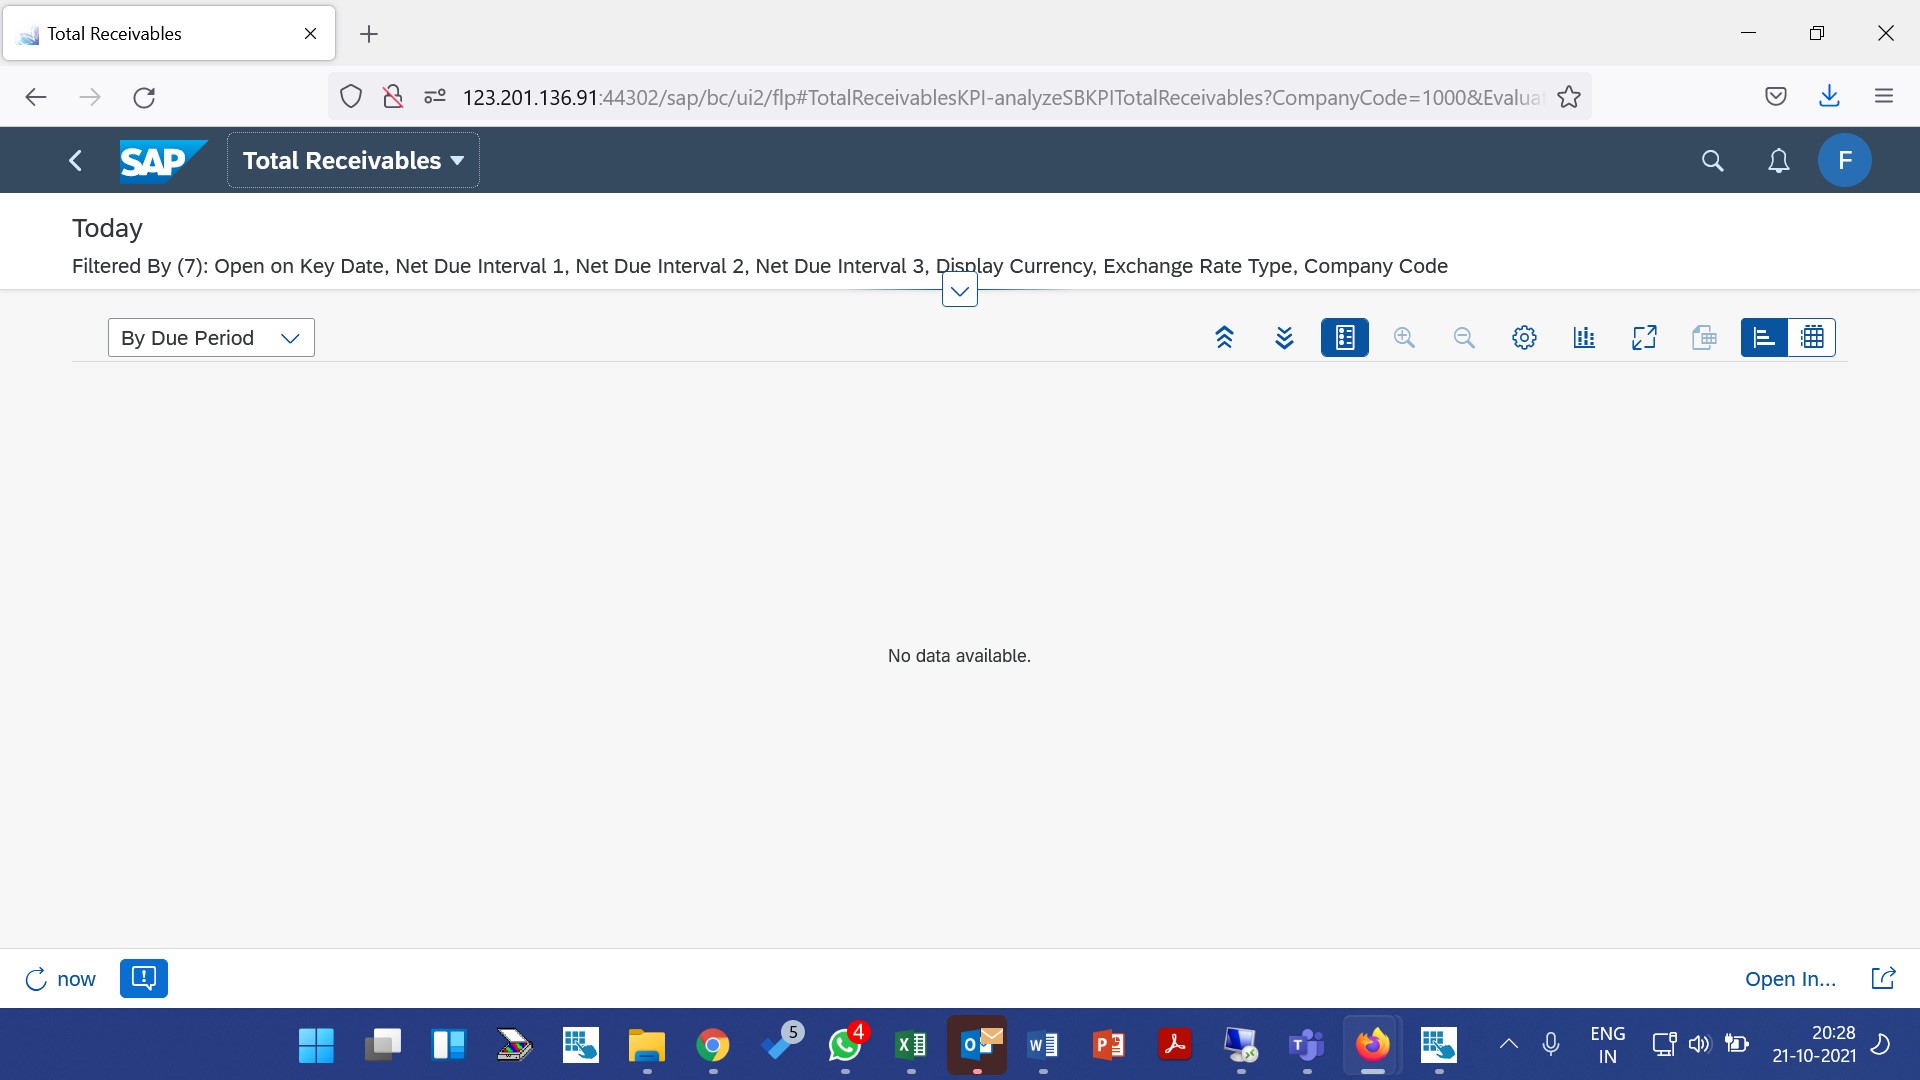 Total Receivables
123.201.136.91:44302/sap/bc/ui2/flp#TotalReceivablesKPI-analyzeSBKPITotalReceivables?CompanyCode=1000&Evalua
SAP Total Receivables F
Today
Filtered By (7): Open on Key Date, Net Due Interval 1, Net Due Interval 2, Net Due Interval 3, Display Currency, Exchange Rate Type, Company Code
By Due Period
No data available.
now
Open In...
5
4
ENG
IN
20:28
21-10-2021